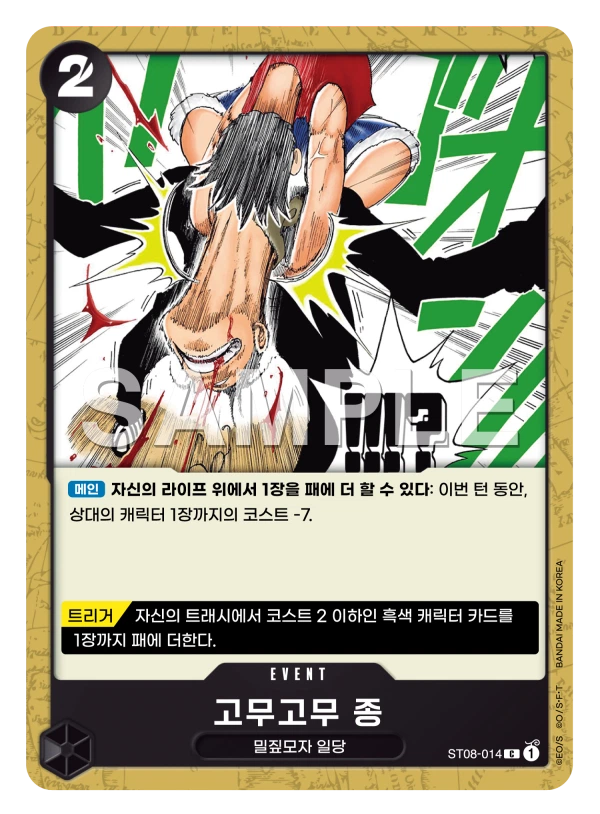 2
SAMPLE
메인 자신의 라이프 위에서 1장을 패에 더 할 수 있다: 이번 턴 동안,
상대의 캐릭터 1장까지의 코스트 -7.
트리거 자신의 트래시에서 코스트 2 이하인 흑색 캐릭터 카드를
1장까지 패에 더한다.
EVENT
고무고무 종
밀짚모자 일당
ST08-014 C 1
©EO/S ©O/S·F·T BANDAI MADE IN KOREA